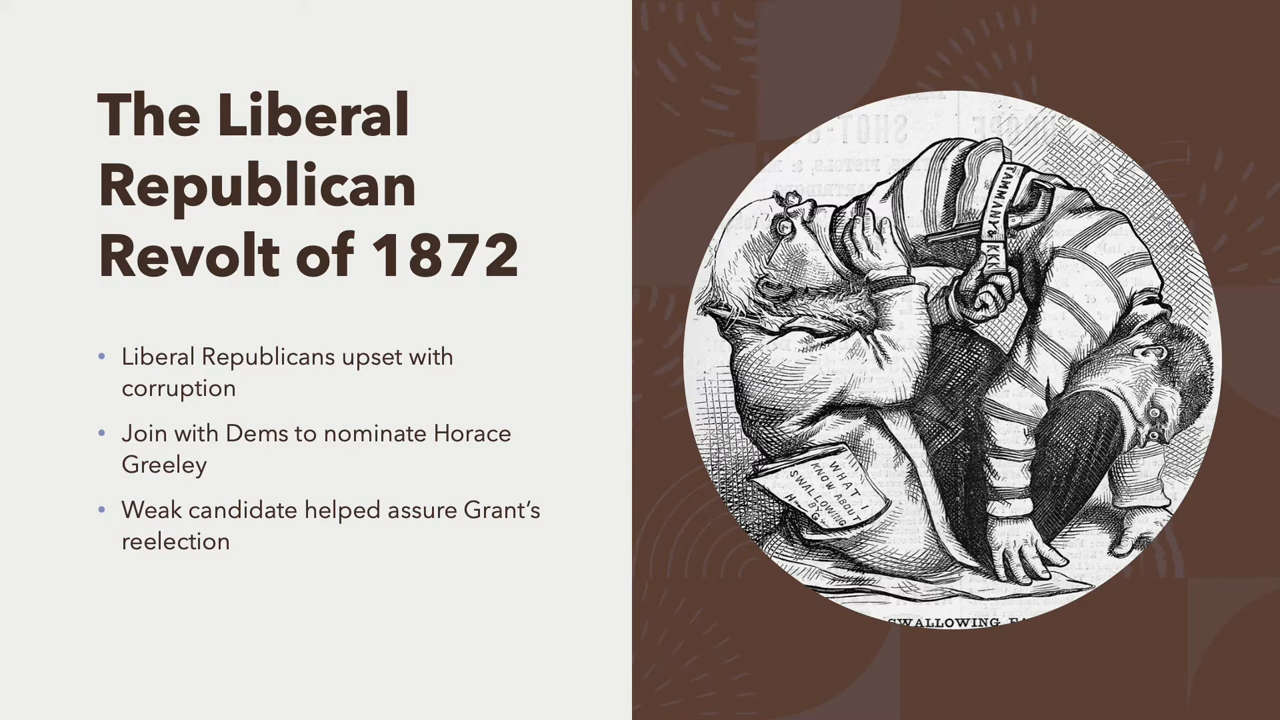 The Liberal
Republican
Revolt of 1872
• Liberal Republicans upset with
corruption
• Join with Dems to nominate Horace
Greeley
• Weak candidate helped assure Grant's
reelection
TAMMANY & KKK
WHAT I
KNOW ABOUT
SWALLOWING
SWALLOWING